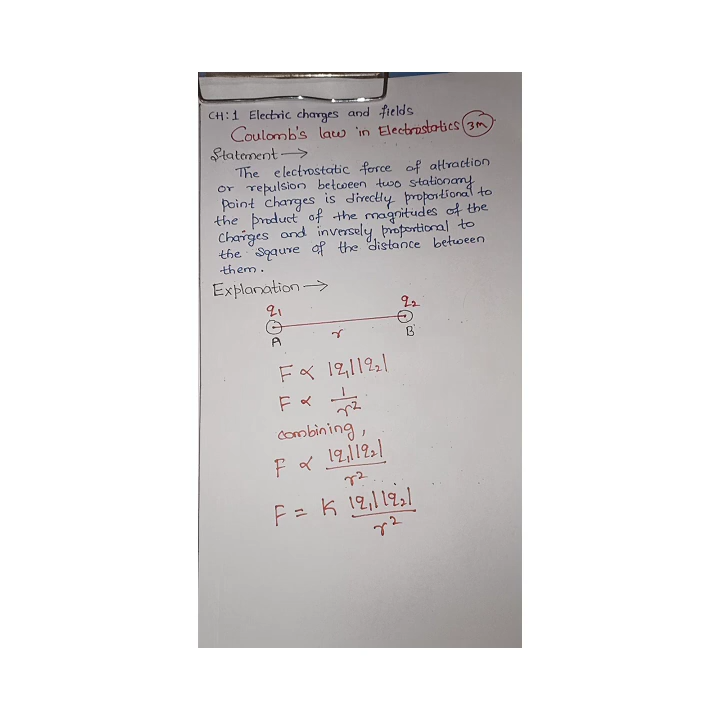 CH:1 Electric charges and fields
Coulomb's law in Electrostatics 3m
Statement →
The electrostatic force of attraction
or repulsion between two stationary
point charges is directly proportional to
the product of the magnitudes of the
charges and inversely proportional to
the sqaure of the distance between
them.
Explanation →
q₁ q₂
A r B
F ∝ |q₁||q₂|
F ∝ 1/r²
combining,
F ∝ |q₁||q₂|/r²
F = K |q₁||q₂|/r²